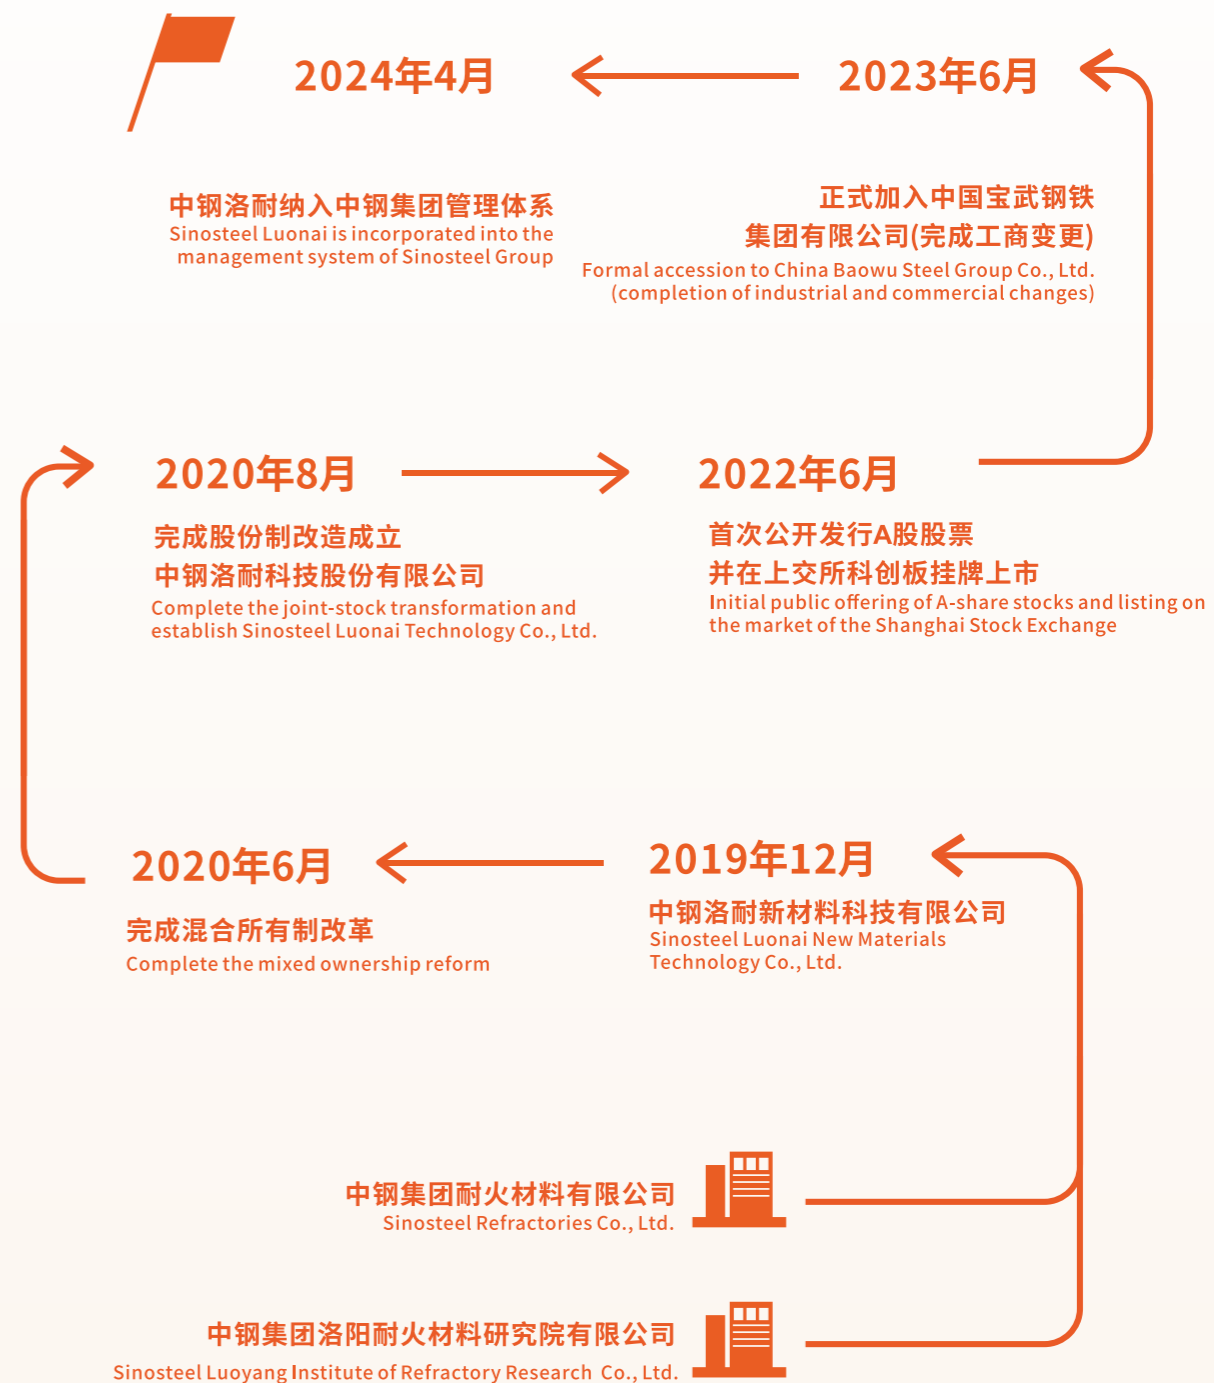 2024年4月
2023年6月
中钢洛耐纳入中钢集团管理体系
Sinosteel Luonai is incorporated into the
management system of Sinosteel Group
正式加入中国宝武钢铁
集团有限公司(完成工商变更)
Formal accession to China Baowu Steel Group Co., Ltd.
(completion of industrial and commercial changes)
2020年8月
2022年6月
完成股份制改造成立
中钢洛耐科技股份有限公司
Complete the joint-stock transformation and
establish Sinosteel Luonai Technology Co., Ltd.
首次公开发行A股股票
并在上交所科创板挂牌上市
Initial public offering of A-share stocks and listing on
the market of the Shanghai Stock Exchange
2020年6月
2019年12月
完成混合所有制改革
Complete the mixed ownership reform
中钢洛耐新材料科技有限公司
Sinosteel Luonai New Materials
Technology Co., Ltd.
中钢集团耐火材料有限公司
Sinosteel Refractories Co., Ltd.
中钢集团洛阳耐火材料研究院有限公司
Sinosteel Luoyang Institute of Refractory Research Co., Ltd.